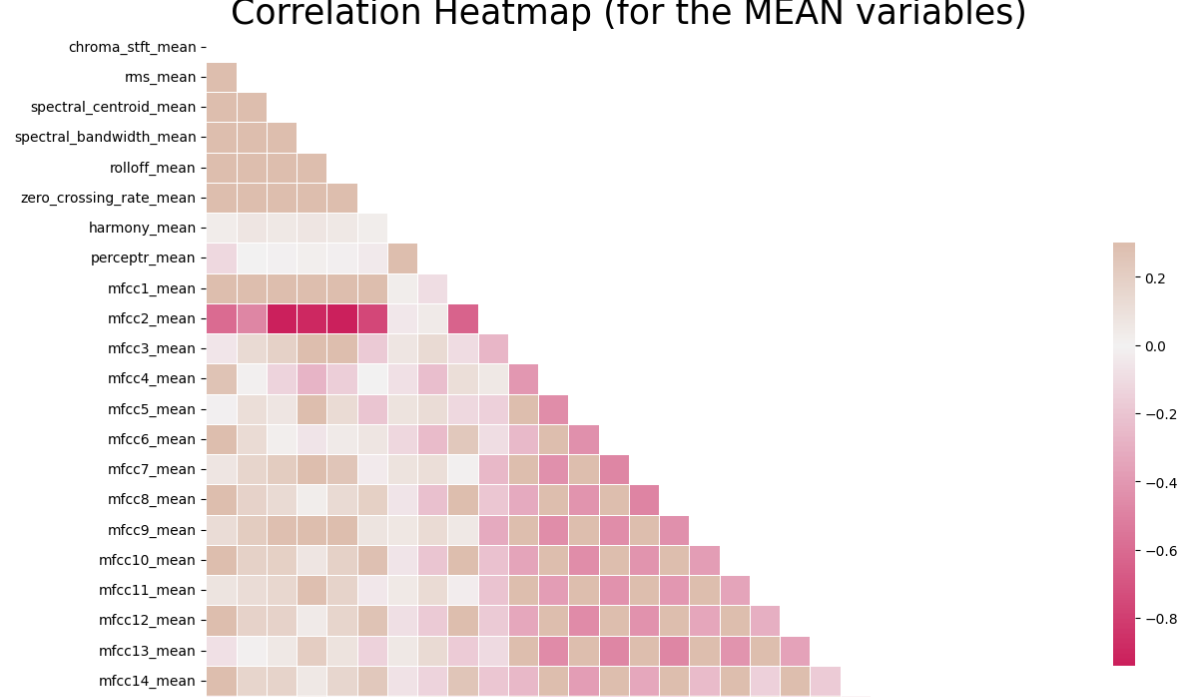 Correlation Heatmap (for the MEAN variables)
chroma_stft_mean
rms_mean
spectral_centroid_mean
spectral_bandwidth_mean
rolloff_mean
zero_crossing_rate_mean
harmony_mean
perceptr_mean
mfcc1_mean
mfcc2_mean
mfcc3_mean
mfcc4_mean
mfcc5_mean
mfcc6_mean
mfcc7_mean
mfcc8_mean
mfcc9_mean
mfcc10_mean
mfcc11_mean
mfcc12_mean
mfcc13_mean
mfcc14_mean
0.2
0.0
−0.2
−0.4
−0.6
−0.8